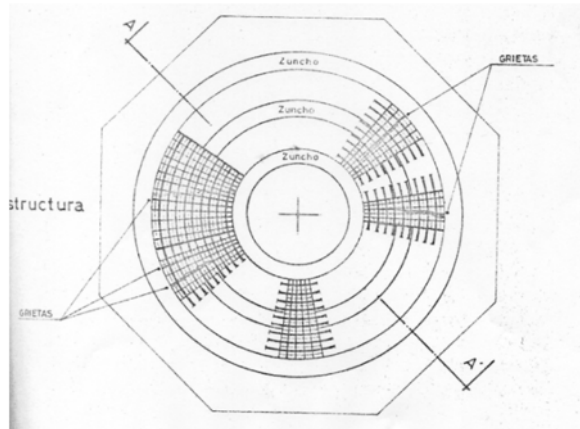 A
Zuncho
GRIETAS
Zuncho
Zuncho
structura
GRIETAS
A